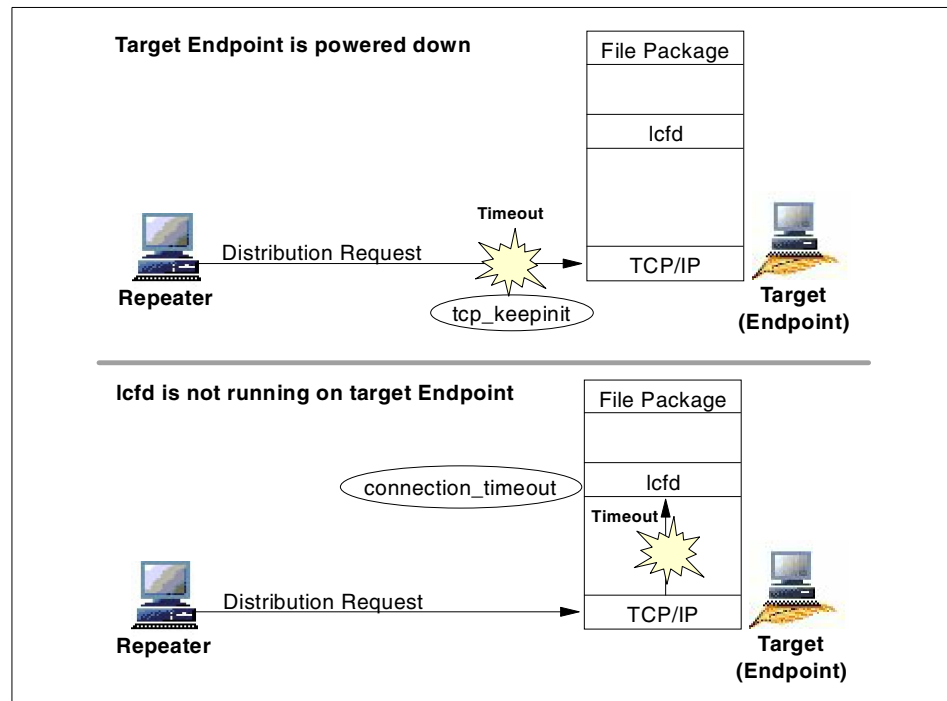 Target Endpoint is powered down
File Package
lcfd
Timeout
Distribution Request
TCP/IP
Repeater
tcp_keepinit
Target
(Endpoint)
lcfd is not running on target Endpoint
File Package
connection_timeout
lcfd
Timeout
Distribution Request
TCP/IP
Repeater
Target
(Endpoint)